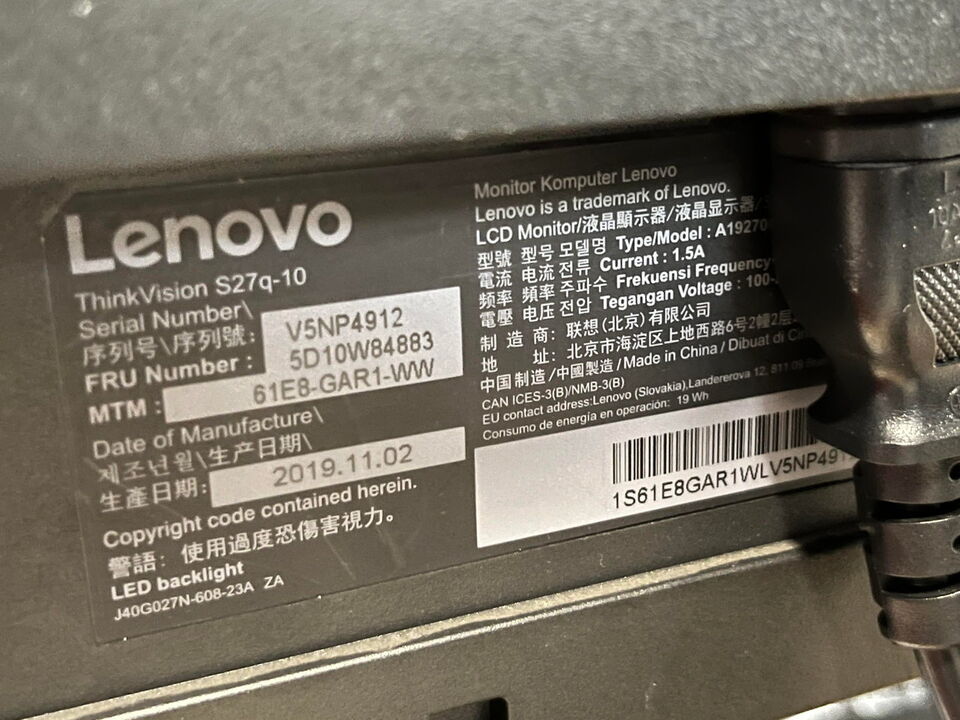 Lenovo
ThinkVision S27q-10
Serial Number\
序列号\序列號: V5NP4912
FRU Number : 5D10W84883
MTM : 61E8-GAR1-WW
Date of Manufacture\
제조년월\生产日期\
生產日期: 2019.11.02
Copyright code contained herein.
警語: 使用過度恐傷害視力。
LED backlight
J40G027N-608-23A ZA
Monitor Komputer Lenovo
Lenovo is a trademark of Lenovo.
LCD Monitor/液晶顯示器/液晶显示器/
型號 型号 모델명 Type/Model : A19270
電流 电流 전류 Current : 1.5A
頻率 频率 주파수 Frekuensi Frequency
電壓 电压 전압 Tegangan Voltage : 100-
制 造 商: 联想(北京)有限公司
地 址: 北京市海淀区上地西路6号2幢2层
中国制造/中國製造/Made in China / Dibuat di
CAN ICES-3(B)/NMB-3(B)
EU contact address:Lenovo (Slovakia),Landererova 12, 811 09
Consumo de energía en operación: 19 Wh
1S61E8GAR1WLV5NP491